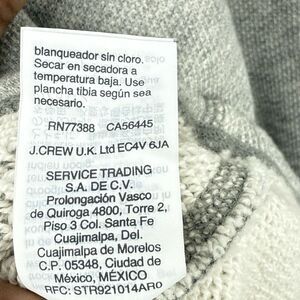 blanqueador sin cloro.
Secar en secadora a
temperatura baja. Use
plancha tibia según sea
necesario.
RN77388 CA56445
J.CREW U.K. Ltd EC4V 6JA
SERVICE TRADING
S.A. DE C.V.
Prolongación Vasco
de Quiroga 4800, Torre 2,
Piso 3 Col. Santa Fe
Cuajimalpa, Del.
Cuajimalpa de Morelos
C.P. 05348, Ciudad de
México, MÉXICO
RFC: STR921014AR0